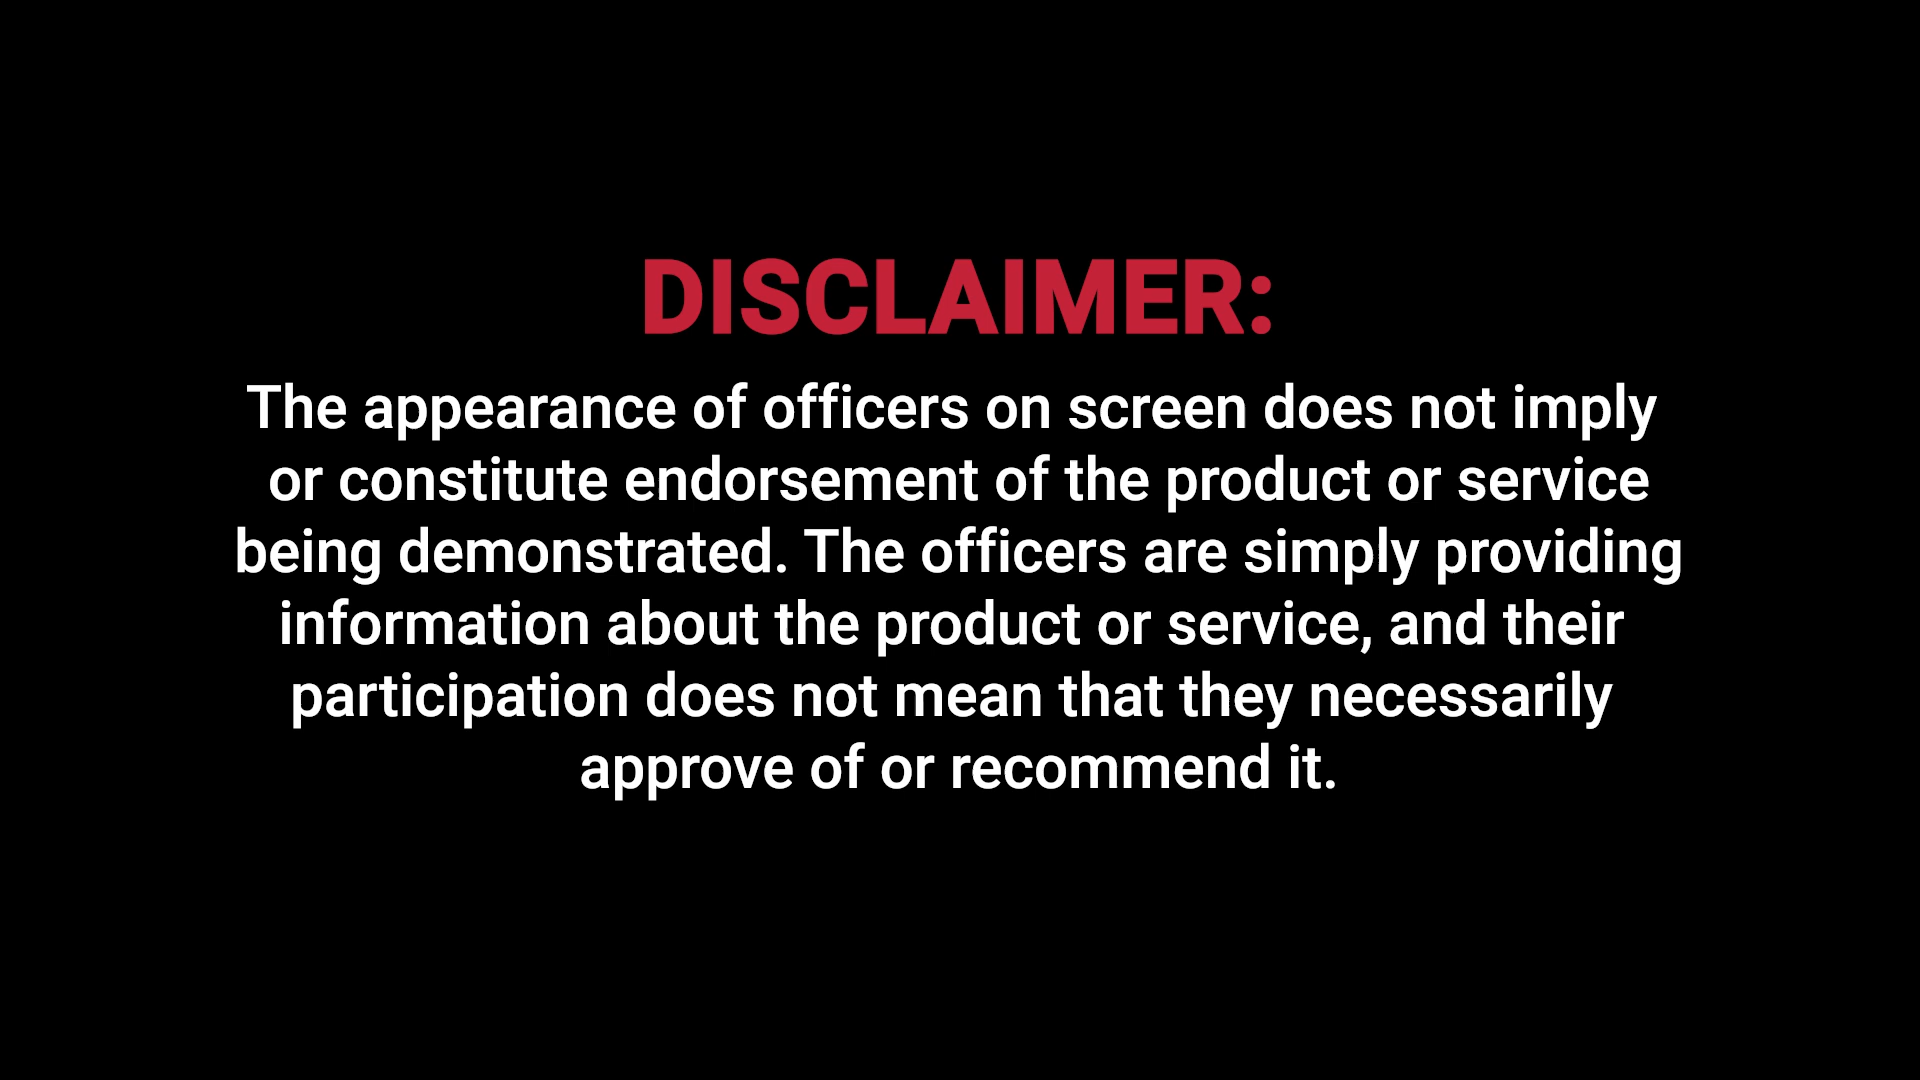 DISCLAIMER:
The appearance of officers on screen does not imply
or constitute endorsement of the product or service
being demonstrated. The officers are simply providing
information about the product or service, and their
participation does not mean that they necessarily
approve of or recommend it.